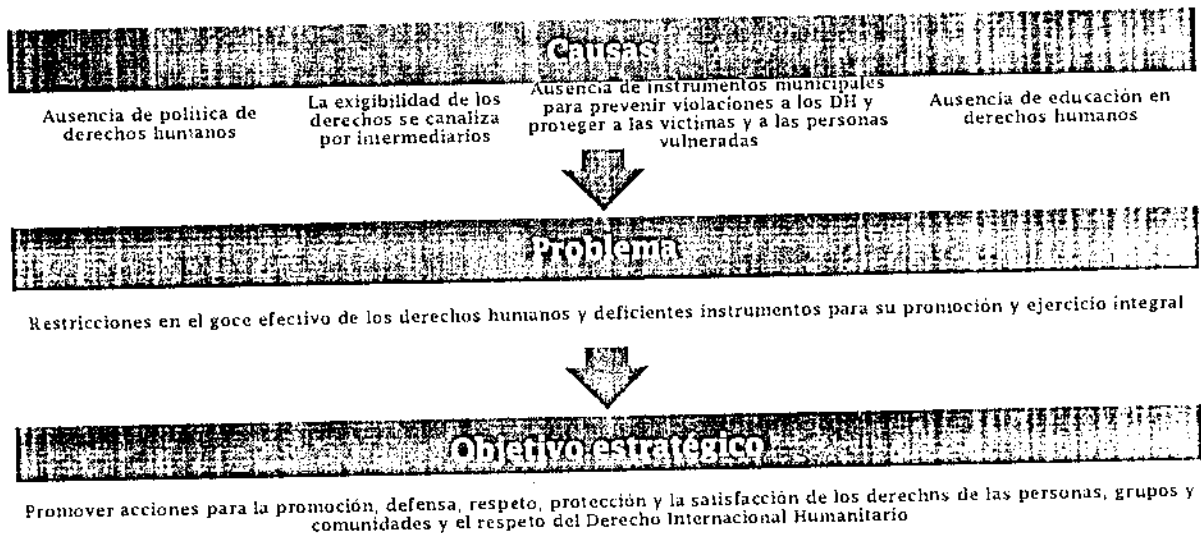 Causas
Ausencia de política de
derechos humanos
La exigibilidad de los
derechos se canaliza
por intermediarios
Ausencia de instrumentos municipales
para prevenir violaciones a los DH y
proteger a las víctimas y a las personas
vulneradas
Ausencia de educación en
derechos humanos
Problema
Restricciones en el goce efectivo de los derechos humanos y deficientes instrumentos para su promoción y ejercicio integral
Objetivo estratégico
Promover acciones para la promoción, defensa, respeto, protección y la satisfacción de los derechos de las personas, grupos y
comunidades y el respeto del Derecho Internacional Humanitario